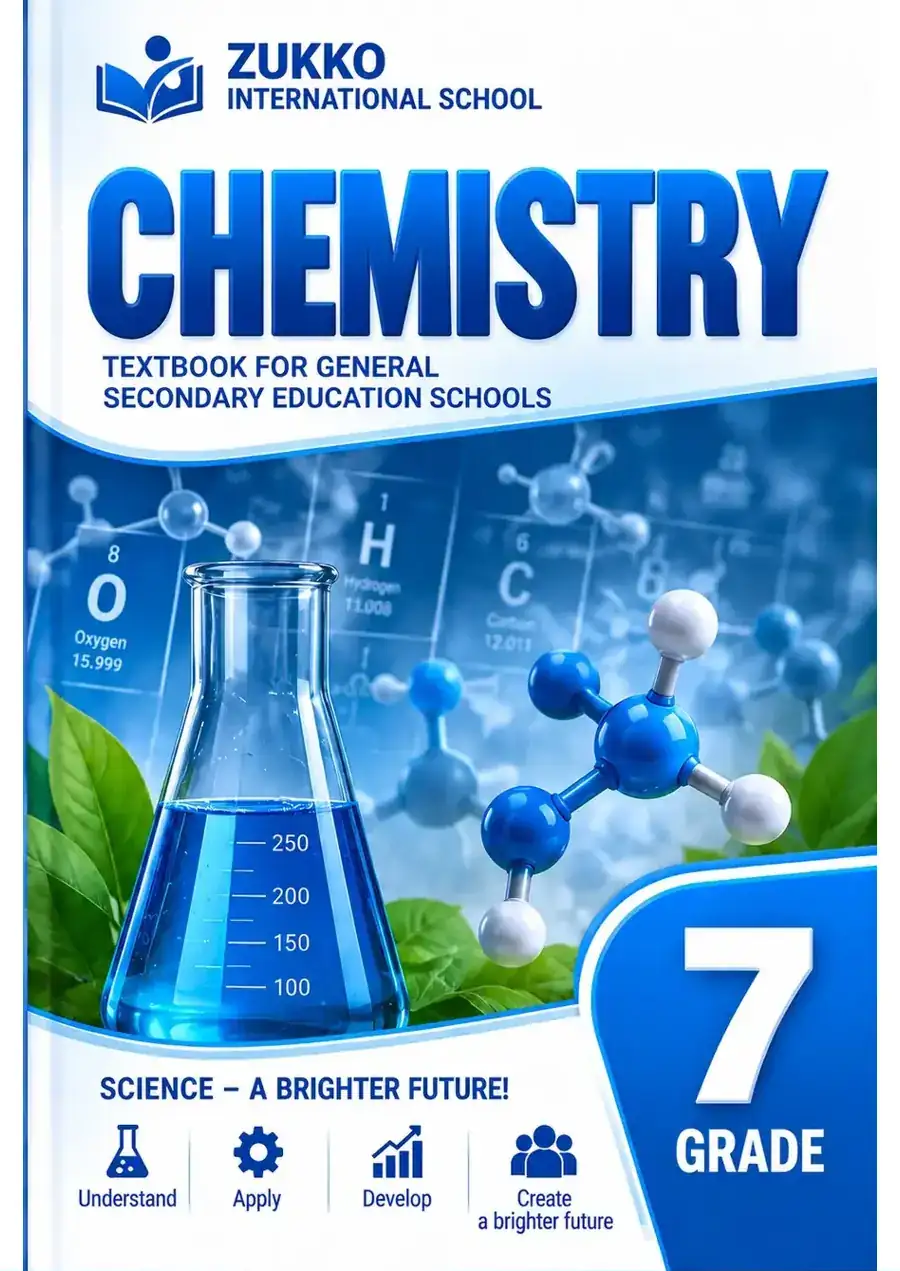 ZUKKO
INTERNATIONAL SCHOOL
CHEMISTRY
TEXTBOOK FOR GENERAL
SECONDARY EDUCATION SCHOOLS
1
H
Hydrogen
11.008
6
C
Carbon
12.011
8
O
Oxygen
15.999
250
200
150
100
7
GRADE
SCIENCE – A BRIGHTER FUTURE!
Understand
Apply
Develop
Create
a brighter future